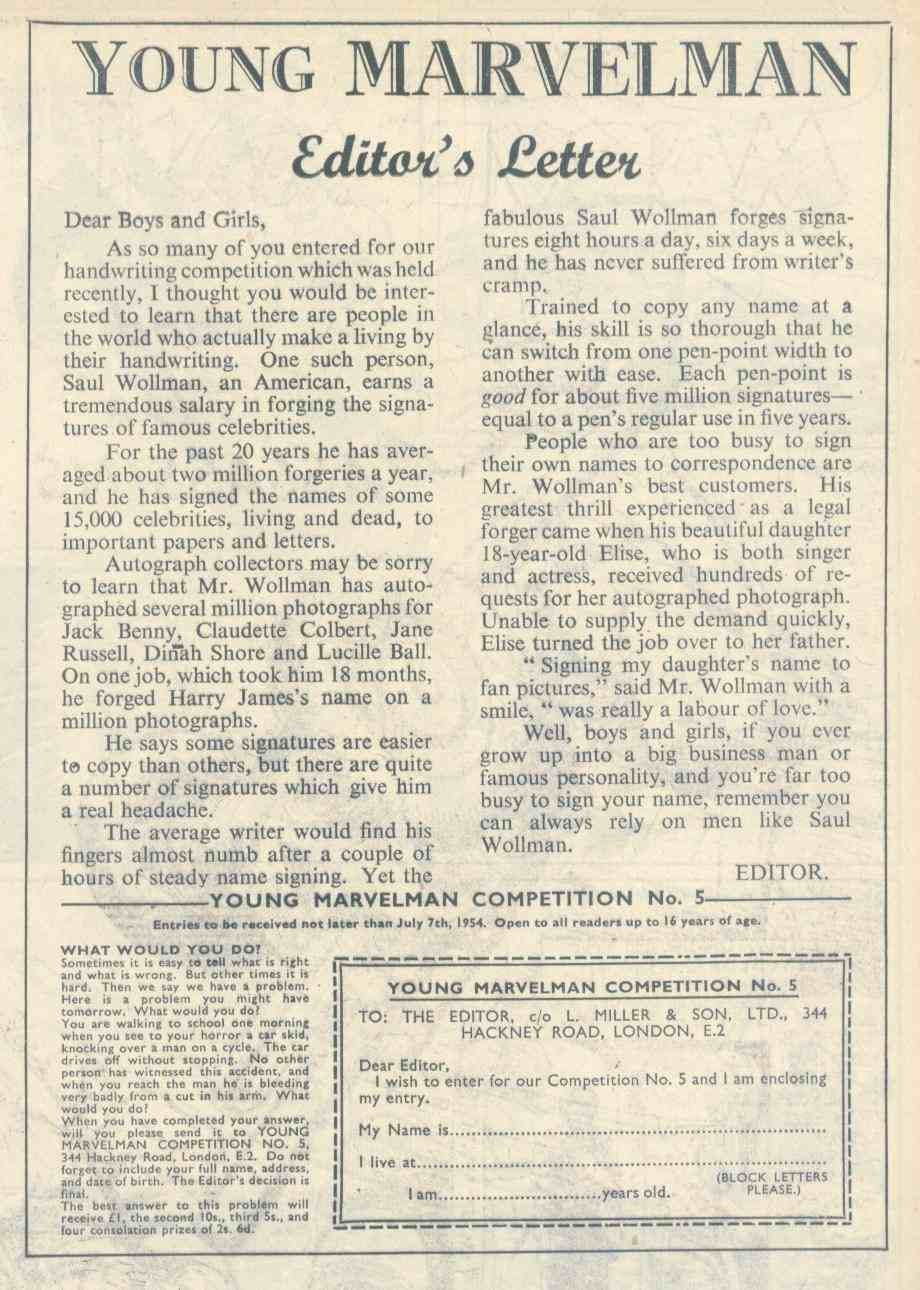 YOUNG MARVELMAN
Editor's Letter
Dear Boys and Girls,
As so many of you entered for our
handwriting competition which was held
recently, I thought you would be inter-
ested to learn that there are people in
the world who actually make a living by
their handwriting. One such person,
Saul Wollman, an American, earns a
tremendous salary in forging the signa-
tures of famous celebrities.
For the past 20 years he has aver-
aged about two million forgeries a year,
and he has signed the names of some
15,000 celebrities, living and dead, to
important papers and letters.
Autograph collectors may be sorry
to learn that Mr. Wollman has auto-
graphed several million photographs for
Jack Benny, Claudette Colbert, Jane
Russell, Dinah Shore and Lucille Ball.
On one job, which took him 18 months,
he forged Harry James's name on a
million photographs.
He says some signatures are easier
to copy than others, but there are quite
a number of signatures which give him
a real headache.
The average writer would find his
fingers almost numb after a couple of
hours of steady name signing. Yet the
fabulous Saul Wollman forges signa-
tures eight hours a day, six days a week,
and he has never suffered from writer's
cramp.
Trained to copy any name at a
glance, his skill is so thorough that he
can switch from one pen-point width to
another with ease. Each pen-point is
good for about five million signatures—
equal to a pen's regular use in five years.
People who are too busy to sign
their own names to correspondence are
Mr. Wollman's best customers. His
greatest thrill experienced as a legal
forger came when his beautiful daughter
18-year-old Elise, who is both singer
and actress, received hundreds of re-
quests for her autographed photograph.
Unable to supply the demand quickly,
Elise turned the job over to her father.
" Signing my daughter's name to
fan pictures," said Mr. Wollman with a
smile, " was really a labour of love."
Well, boys and girls, if you ever
grow up into a big business man or
famous personality, and you're far too
busy to sign your name, remember you
can always rely on men like Saul
Wollman.
EDITOR.
YOUNG MARVELMAN COMPETITION No. 5
Entries to be received not later than July 7th, 1954. Open to all readers up to 16 years of age.
WHAT WOULD YOU DO?
Sometimes it is easy to tell what is right
and what is wrong. But other times it is
hard. Then we say we have a problem.
Here is a problem you might have
tomorrow. What would you do?
You are walking to school one morning
when you see to your horror a car skid,
knocking over a man on a cycle. The car
drives off without stopping. No other
person has witnessed this accident, and
when you reach the man he is bleeding
very badly from a cut in his arm. What
would you do?
When you have completed your answer,
will you please send it to YOUNG
MARVELMAN COMPETITION NO. 5,
344 Hackney Road, London, E.2. Do not
forget to include your full name, address,
and date of birth. The Editor's decision is
final.
The best answer to this problem will
receive £1, the second 10s., third 5s., and
four consolation prizes of 2s. 6d.
YOUNG MARVELMAN COMPETITION No. 5
TO: THE EDITOR, c/o L. MILLER & SON, LTD., 344
HACKNEY ROAD, LONDON, E.2
Dear Editor,
I wish to enter for our Competition No. 5 and I am enclosing
my entry.
My Name is..............................
I live at..............................
(BLOCK LETTERS
PLEASE.)
I am..............................years old.